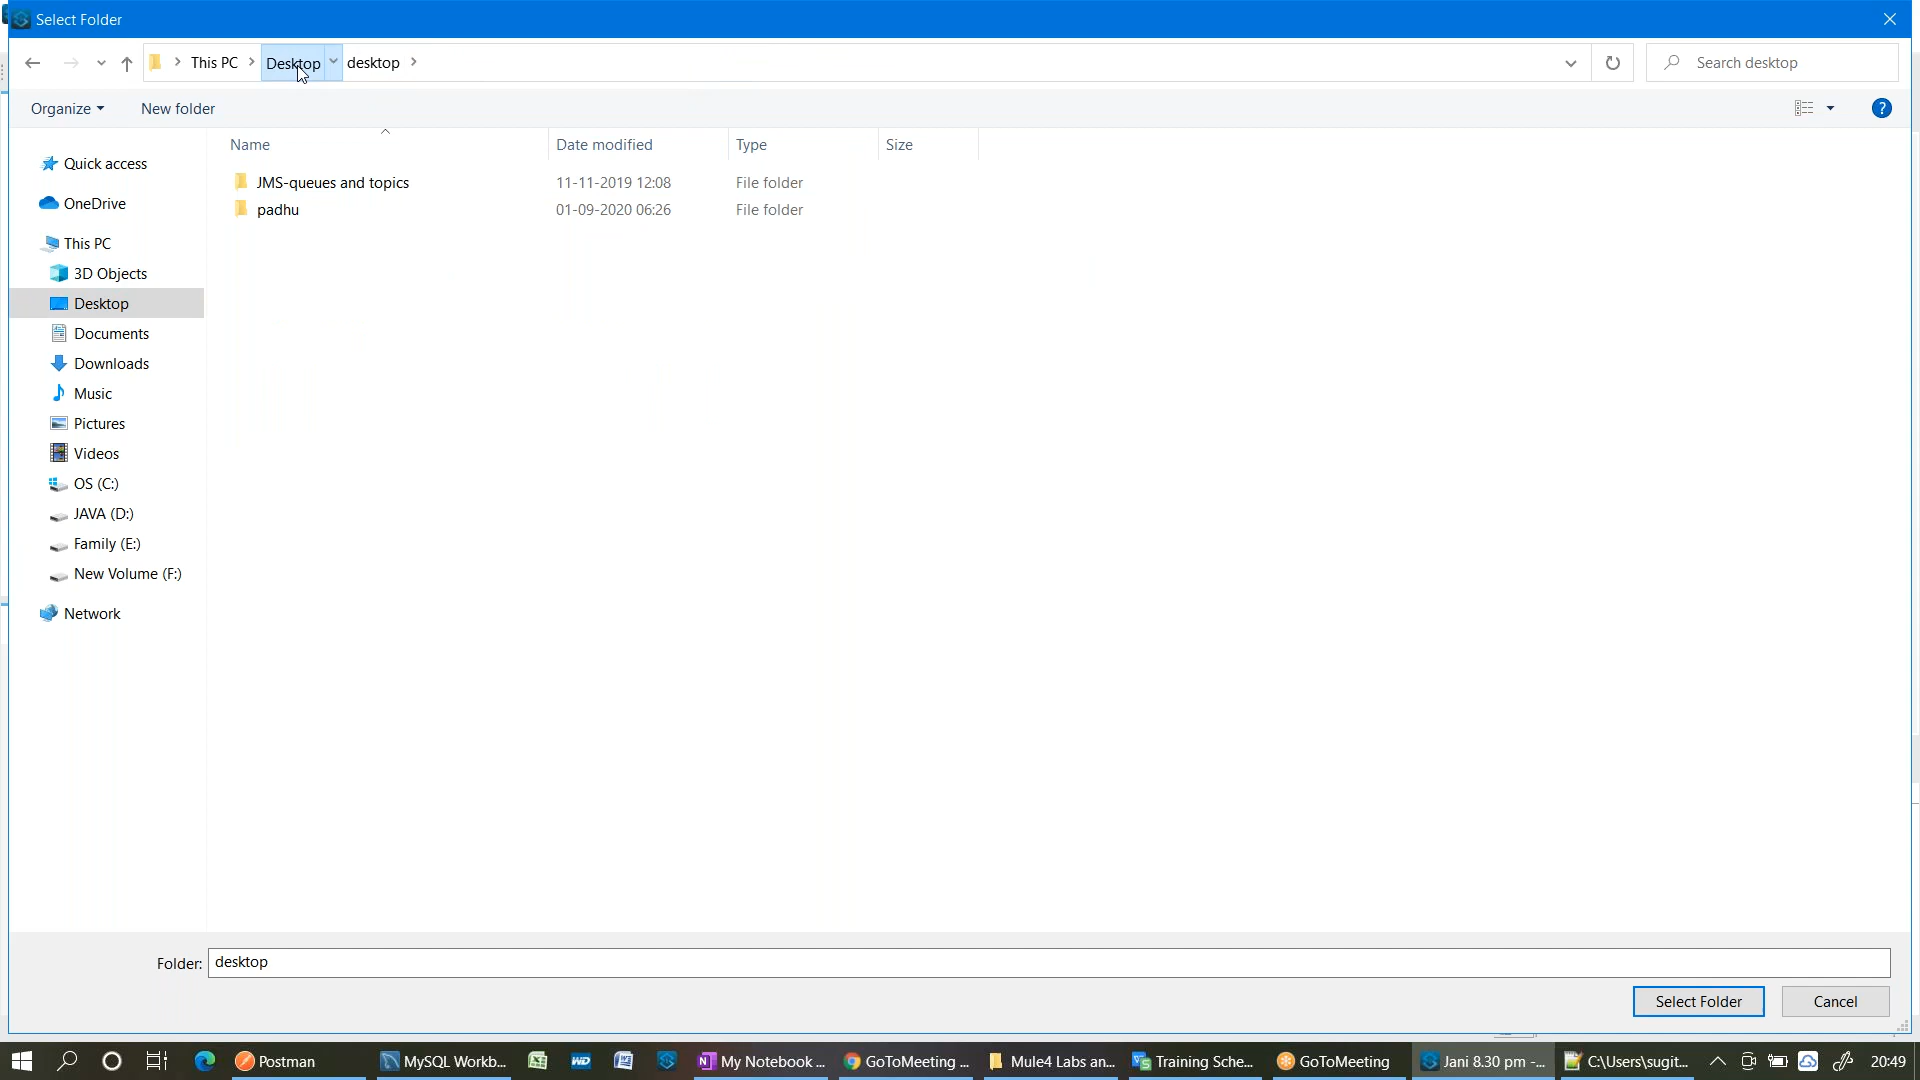 Select Folder
This PC > Desktop desktop >
Search desktop
Organize
New folder
?
Name
Date modified
Type
Size
JMS-queues and topics
11-11-2019 12:08
File folder
padhu
01-09-2020 06:26
File folder
Quick access
OneDrive
This PC
3D Objects
Desktop
Documents
Downloads
Music
Pictures
Videos
OS (C:)
JAVA (D:)
Family (E:)
New Volume (F:)
Network
Folder: desktop
Select Folder
Cancel
Postman
MySQL Workb...
WD
My Notebook ...
GoToMeeting ...
Mule4 Labs an...
Training Sche...
GoToMeeting
Jani 8.30 pm -...
C:\Users\sugit...
20:49